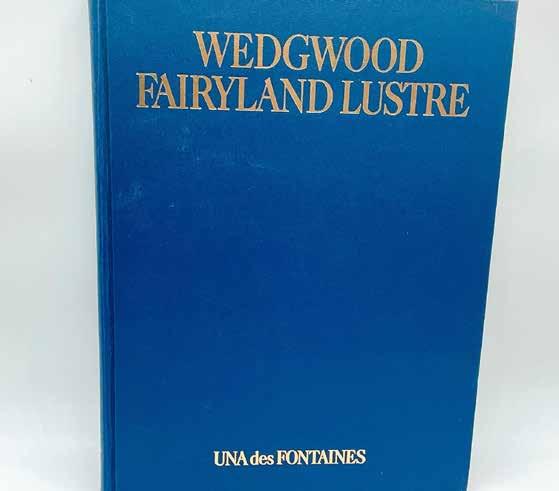 WEDGWOOD
FAIRYLAND LUSTRE
UNA des FONTAINES